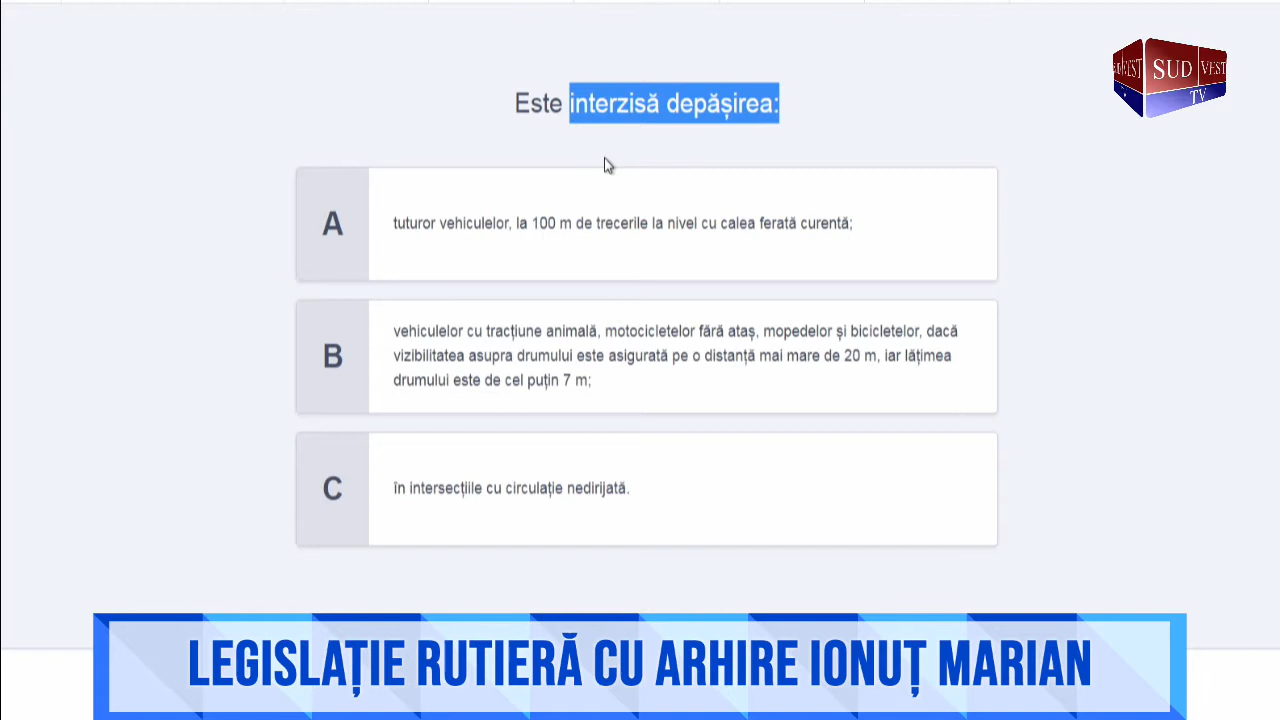 Este interzisă depășirea:
SUD VEST
SUD
VEST
TV
A
tuturor vehiculelor, la 100 m de trecerile la nivel cu calea ferată curentă;
B
vehiculelor cu tracțiune animală, motocicletelor fără ataș, mopedelor și bicicletelor, dacă
vizibilitatea asupra drumului este asigurată pe o distanță mai mare de 20 m, iar lățimea
drumului este de cel puțin 7 m;
C
în intersecțiile cu circulație nedirijată.
LEGISLAȚIE RUTIERĂ CU ARHIRE IONUȚ MARIAN